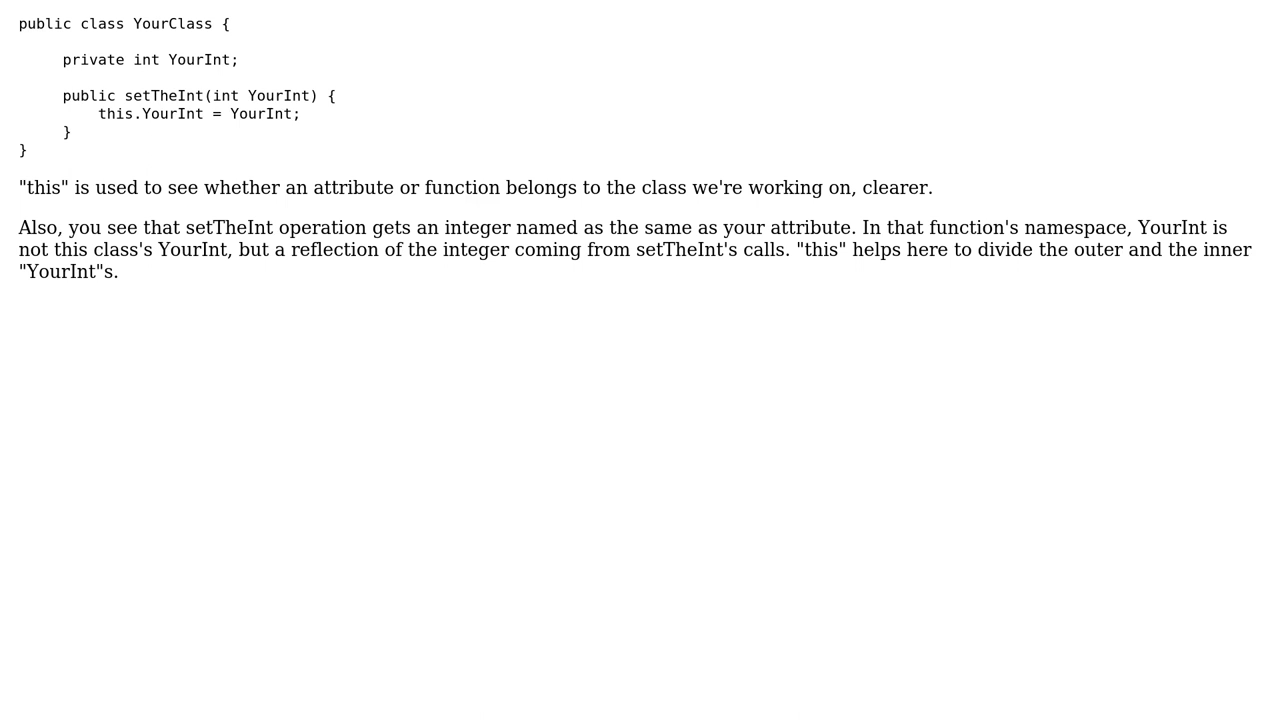 public class YourClass {
private int YourInt;
public setTheInt(int YourInt) {
this.YourInt = YourInt;
}
}
"this" is used to see whether an attribute or function belongs to the class we're working on, clearer.
Also, you see that setTheInt operation gets an integer named as the same as your attribute. In that function's namespace, YourInt is
not this class's YourInt, but a reflection of the integer coming from setTheInt's calls. "this" helps here to divide the outer and the inner
"YourInt"s.